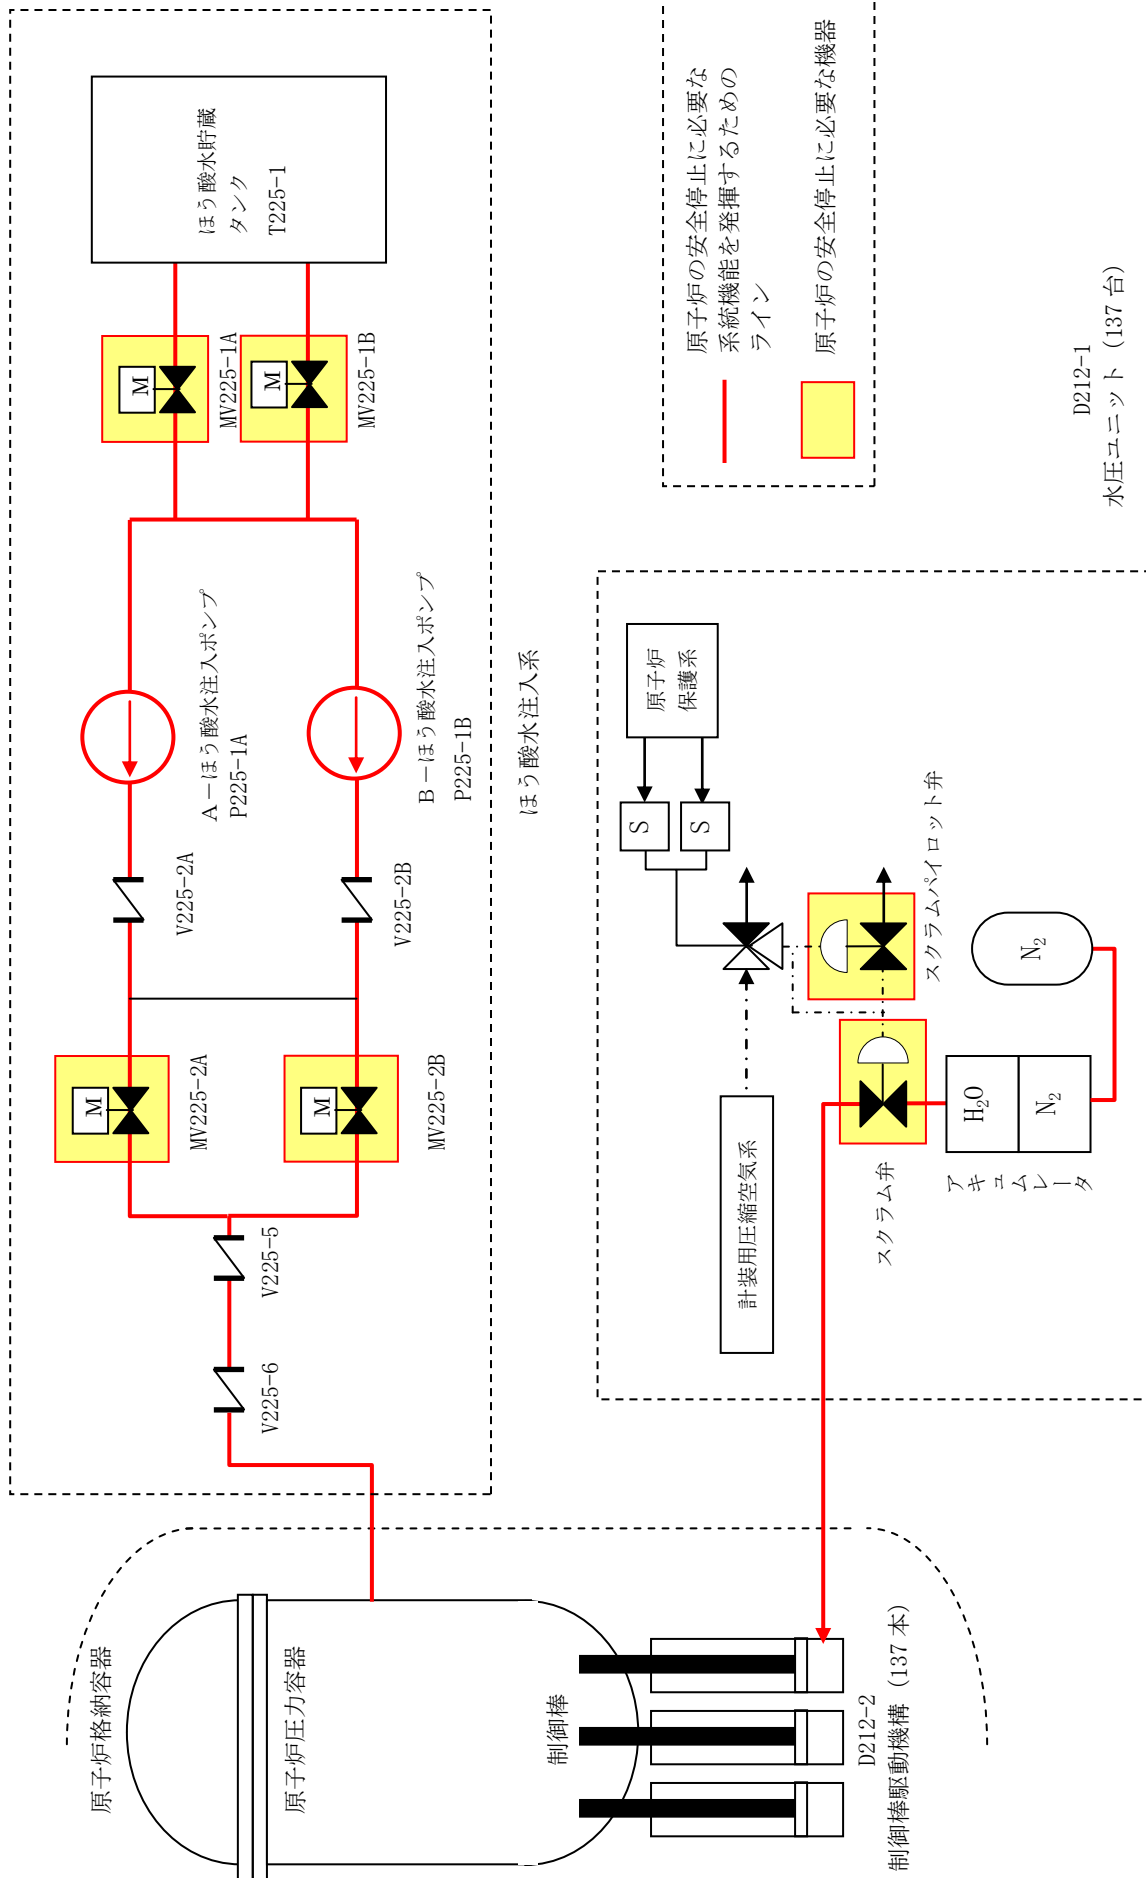 原子炉格納容器
原子炉圧力容器
制御棒
D212-2
制御棒駆動機構（137 本）
V225-6
V225-5
M
MV225-2A
M
MV225-2B
V225-2A
V225-2B
A－ほう酸水注入ポンプ
P225-1A
B－ほう酸水注入ポンプ
P225-1B
M
MV225-1A
M
MV225-1B
ほう酸水貯蔵
タンク
T225-1
ほう酸水注入系
計装用圧縮空気系
原子炉
保護系
S
S
スクラムパイロット弁
スクラム弁
アキュムレータ
H₂O
N₂
N₂
D212-1
水圧ユニット（137 台）
原子炉の安全停止に必要な
系統機能を発揮するための
ライン
原子炉の安全停止に必要な機器